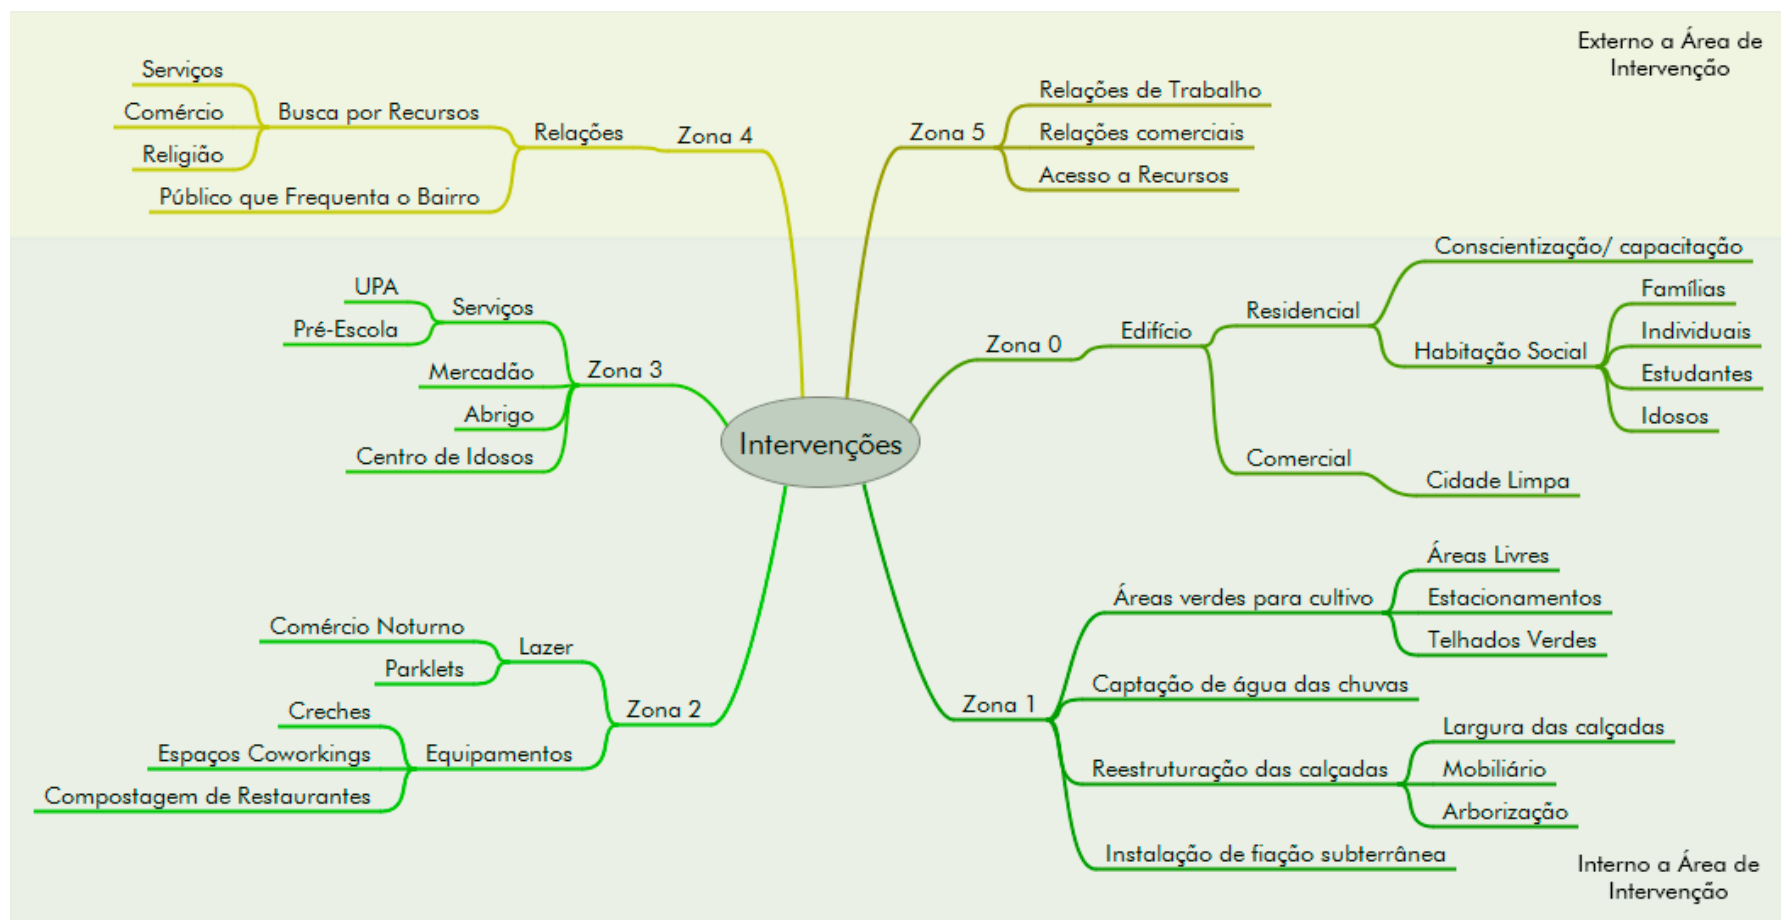 Externo a Área de
Intervenção
Serviços
Comércio
Religião
Busca por Recursos
Público que Frequenta o Bairro
Relações
Zona 4
Zona 5
Relações de Trabalho
Relações comerciais
Acesso a Recursos
UPA
Pré-Escola
Serviços
Mercadão
Abrigo
Centro de Idosos
Zona 3
Intervenções
Zona 0
Edifício
Residencial
Conscientização/ capacitação
Habitação Social
Famílias
Individuais
Estudantes
Idosos
Comercial
Cidade Limpa
Comércio Noturno
Parklets
Lazer
Creches
Espaços Coworkings
Compostagem de Restaurantes
Equipamentos
Zona 2
Zona 1
Áreas verdes para cultivo
Áreas Livres
Estacionamentos
Telhados Verdes
Captação de água das chuvas
Reestruturação das calçadas
Largura das calçadas
Mobiliário
Arborização
Instalação de fiação subterrânea
Interno a Área de
Intervenção